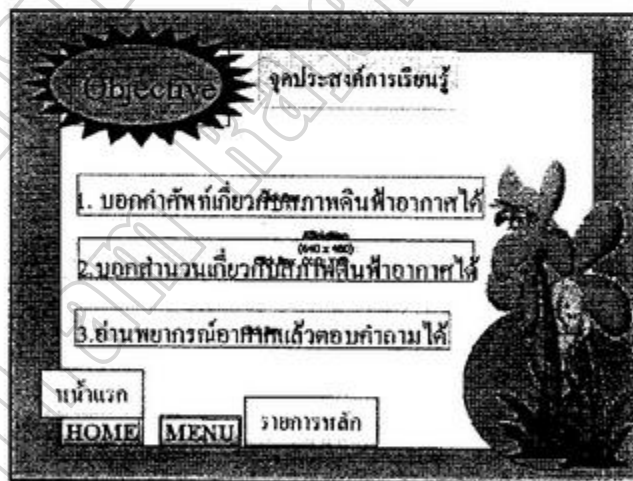 Objective
จุดประสงค์การเรียนรู้
1. บอกคำศัพท์เกี่ยวกับสภาพดินฟ้าอากาศได้
(640 x 480)
2.บอกสำนวนเกี่ยวกับสภาพดินฟ้าอากาศได้
3.อ่านพยากรณ์อากาศแล้วตอบคำถามได้
หน้าแรก
HOME MENU รายการหลัก